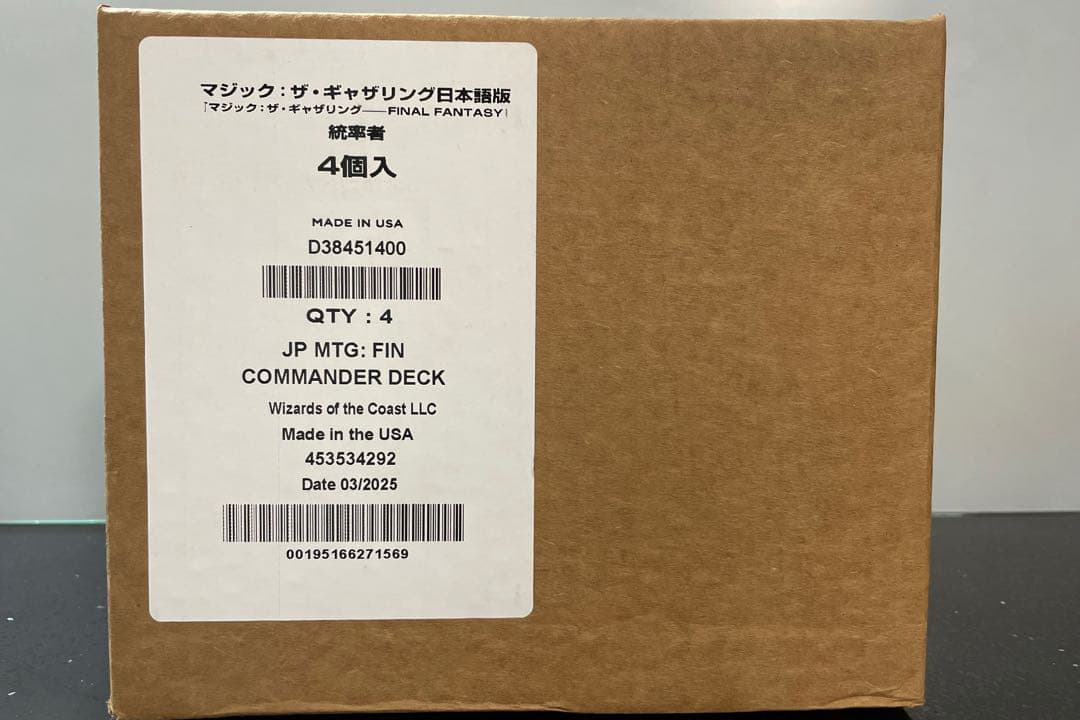 マジック：ザ・ギャザリング日本語版
『マジック：ザ・ギャザリング——FINAL FANTASY』
統率者
4個入
MADE IN USA
D38451400
QTY : 4
JP MTG: FIN
COMMANDER DECK
Wizards of the Coast LLC
Made in the USA
453534292
Date 03/2025
00195166271569